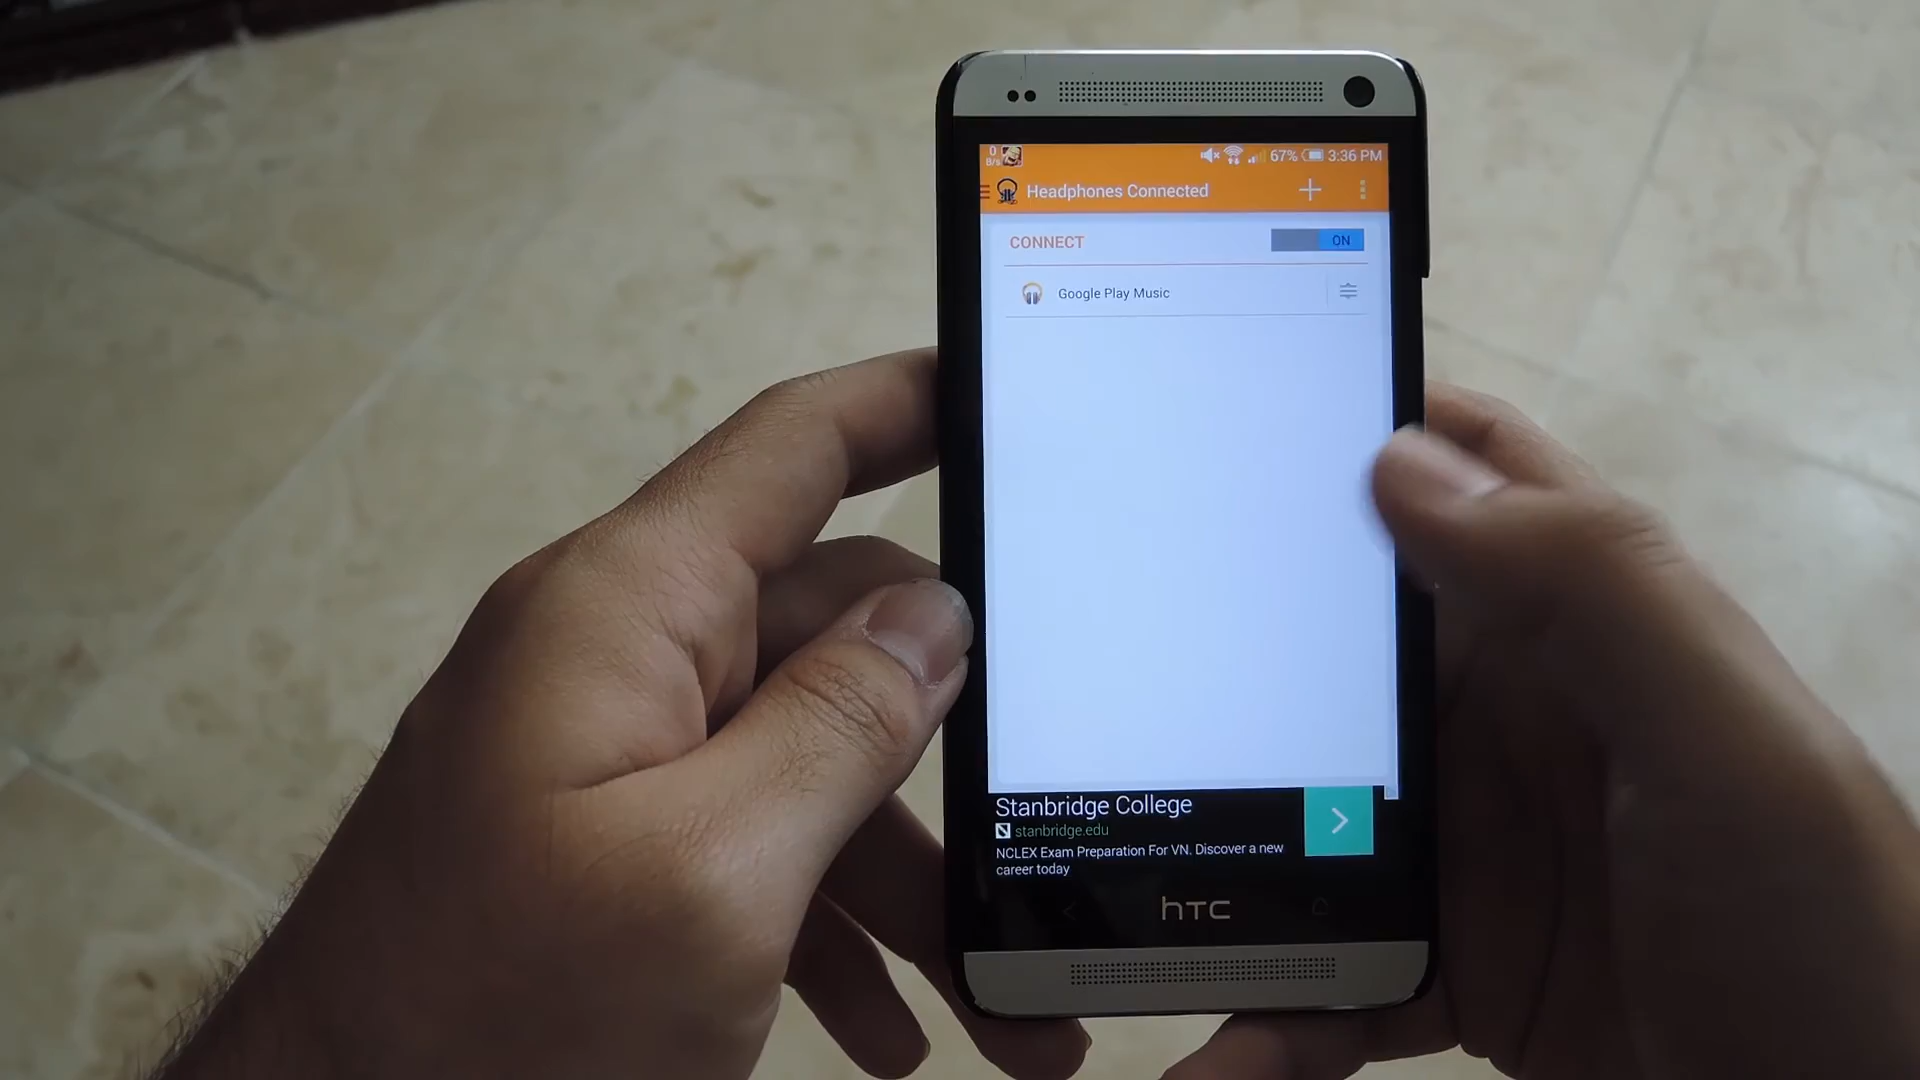 0
B/s
67% 3:36 PM
Headphones Connected
CONNECT
ON
Google Play Music
Stanbridge College
stanbridge.edu
NCLEX Exam Preparation For VN. Discover a new
career today
hTC